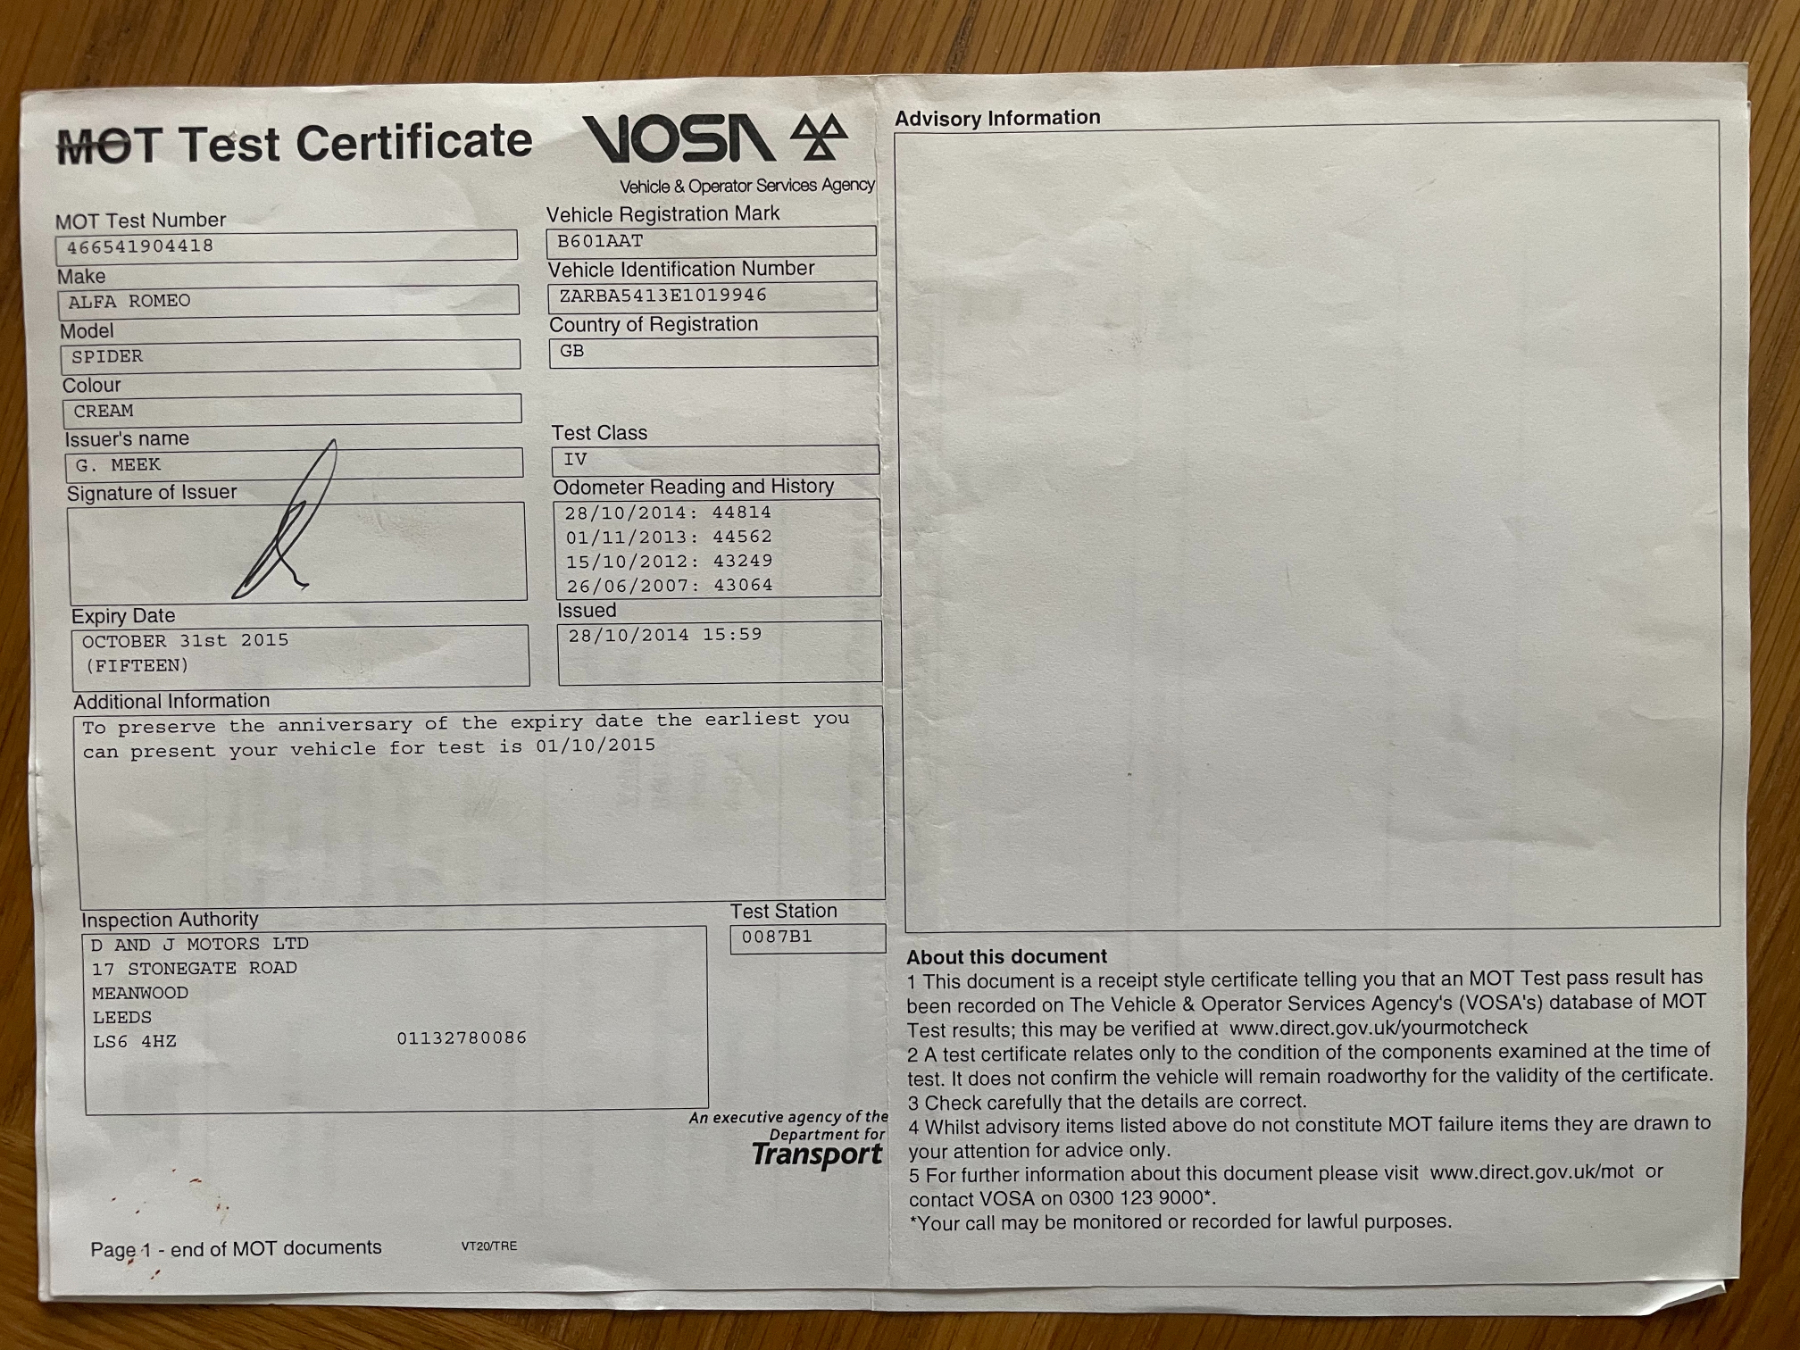 MOT Test Certificate
VOSA
Vehicle & Operator Services Agency
MOT Test Number
466541904418
Vehicle Registration Mark
B601AAT
Make
ALFA ROMEO
Vehicle Identification Number
ZARBA5413E1019946
Model
SPIDER
Country of Registration
GB
Colour
CREAM
Issuer's name
G. MEEK
Test Class
IV
Signature of Issuer
Odometer Reading and History
28/10/2014: 44814
01/11/2013: 44562
15/10/2012: 43249
26/06/2007: 43064
Expiry Date
OCTOBER 31st 2015
(FIFTEEN)
Issued
28/10/2014 15:59
Additional Information
To preserve the anniversary of the expiry date the earliest you
can present your vehicle for test is 01/10/2015
Inspection Authority
D AND J MOTORS LTD
17 STONEGATE ROAD
MEANWOOD
LEEDS
LS6 4HZ 01132780086
Test Station
0087B1
An executive agency of the
Department for
Transport
Page 1 - end of MOT documents
VT20/TRE
Advisory Information
About this document
1 This document is a receipt style certificate telling you that an MOT Test pass result has
been recorded on The Vehicle & Operator Services Agency's (VOSA's) database of MOT
Test results; this may be verified at www.direct.gov.uk/yourmotcheck
2 A test certificate relates only to the condition of the components examined at the time of
test. It does not confirm the vehicle will remain roadworthy for the validity of the certificate.
3 Check carefully that the details are correct.
4 Whilst advisory items listed above do not constitute MOT failure items they are drawn to
your attention for advice only.
5 For further information about this document please visit www.direct.gov.uk/mot or
contact VOSA on 0300 123 9000*.
*Your call may be monitored or recorded for lawful purposes.